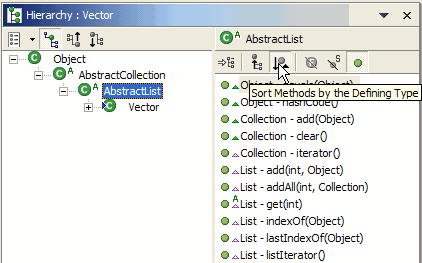 Hierarchy : Vector
AbstractList
Object
AbstractCollection
AbstractList
Vector
Object -
Sort Methods by the Defining Type
Object - hashCode()
Collection - add(Object)
Collection - clear()
Collection - iterator()
List - add(int, Object)
List - addAll(int, Collection)
List - get(int)
List - indexOf(Object)
List - lastIndexOf(Object)
List - listIterator()